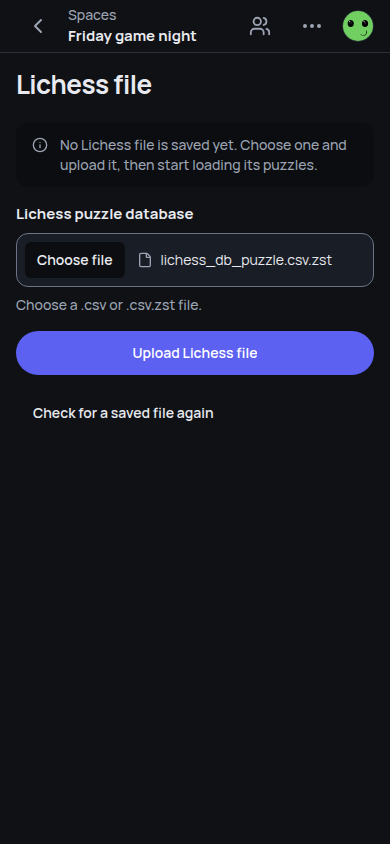 Spaces
Friday game night
Lichess file
No Lichess file is saved yet. Choose one and
upload it, then start loading its puzzles.
Lichess puzzle database
Choose file
lichess_db_puzzle.csv.zst
Choose a .csv or .csv.zst file.
Upload Lichess file
Check for a saved file again